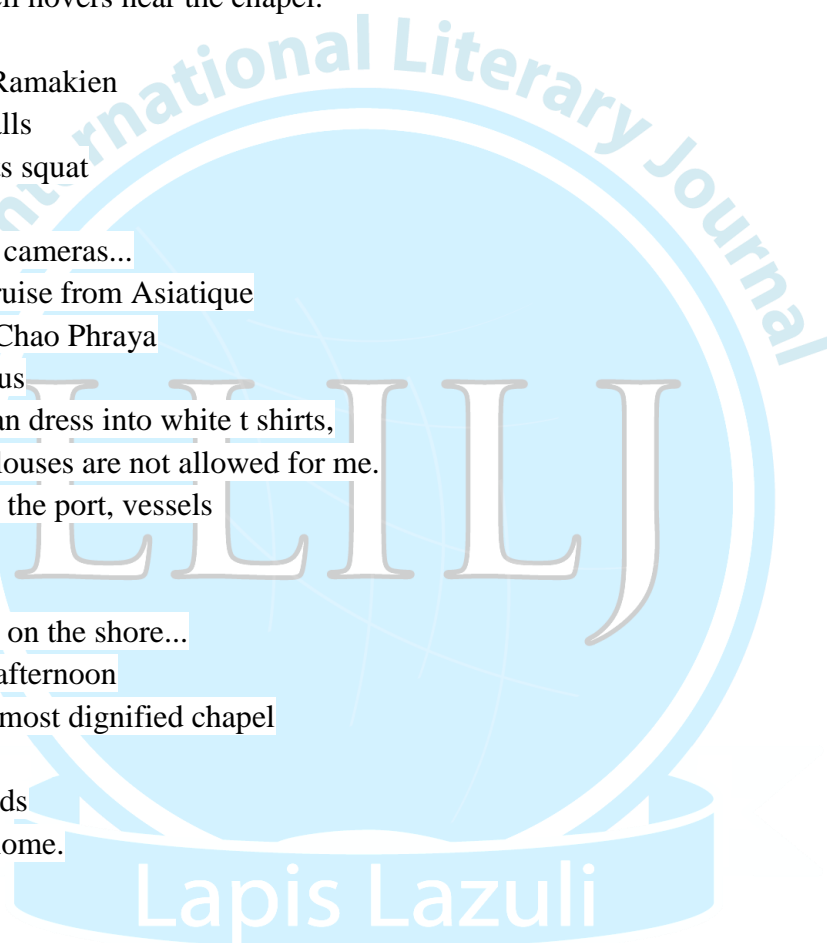 hovers near the chapel.
Ramakien
alls
s squat
cameras...
ruise from Asiatique
Chao Phraya
us
an dress into white t shirts,
louses are not allowed for me.
the port, vessels
on the shore...
afternoon
most dignified chapel
ds
ome.
nternational Literary Journal
LLILJ
Lapis Lazuli